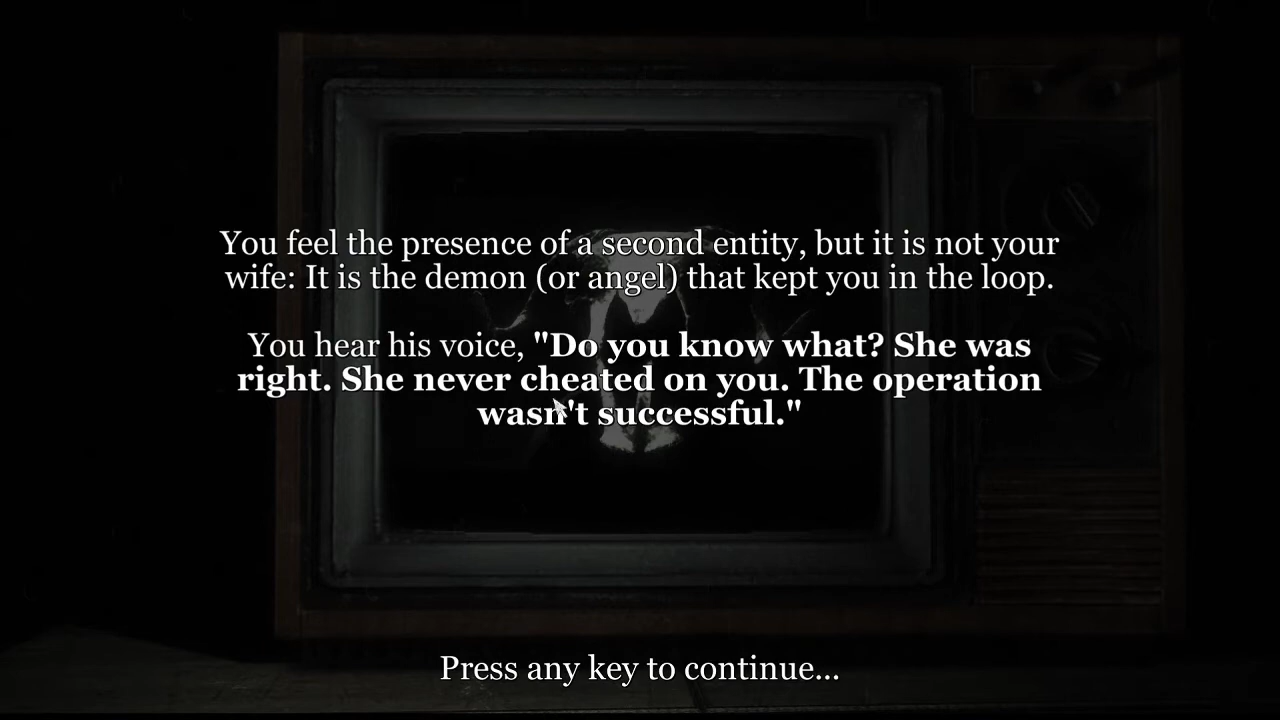 You feel the presence of a second entity, but it is not your
wife: It is the demon (or angel) that kept you in the loop.
You hear his voice, "Do you know what? She was
right. She never cheated on you. The operation
wasn't successful."
Press any key to continue...